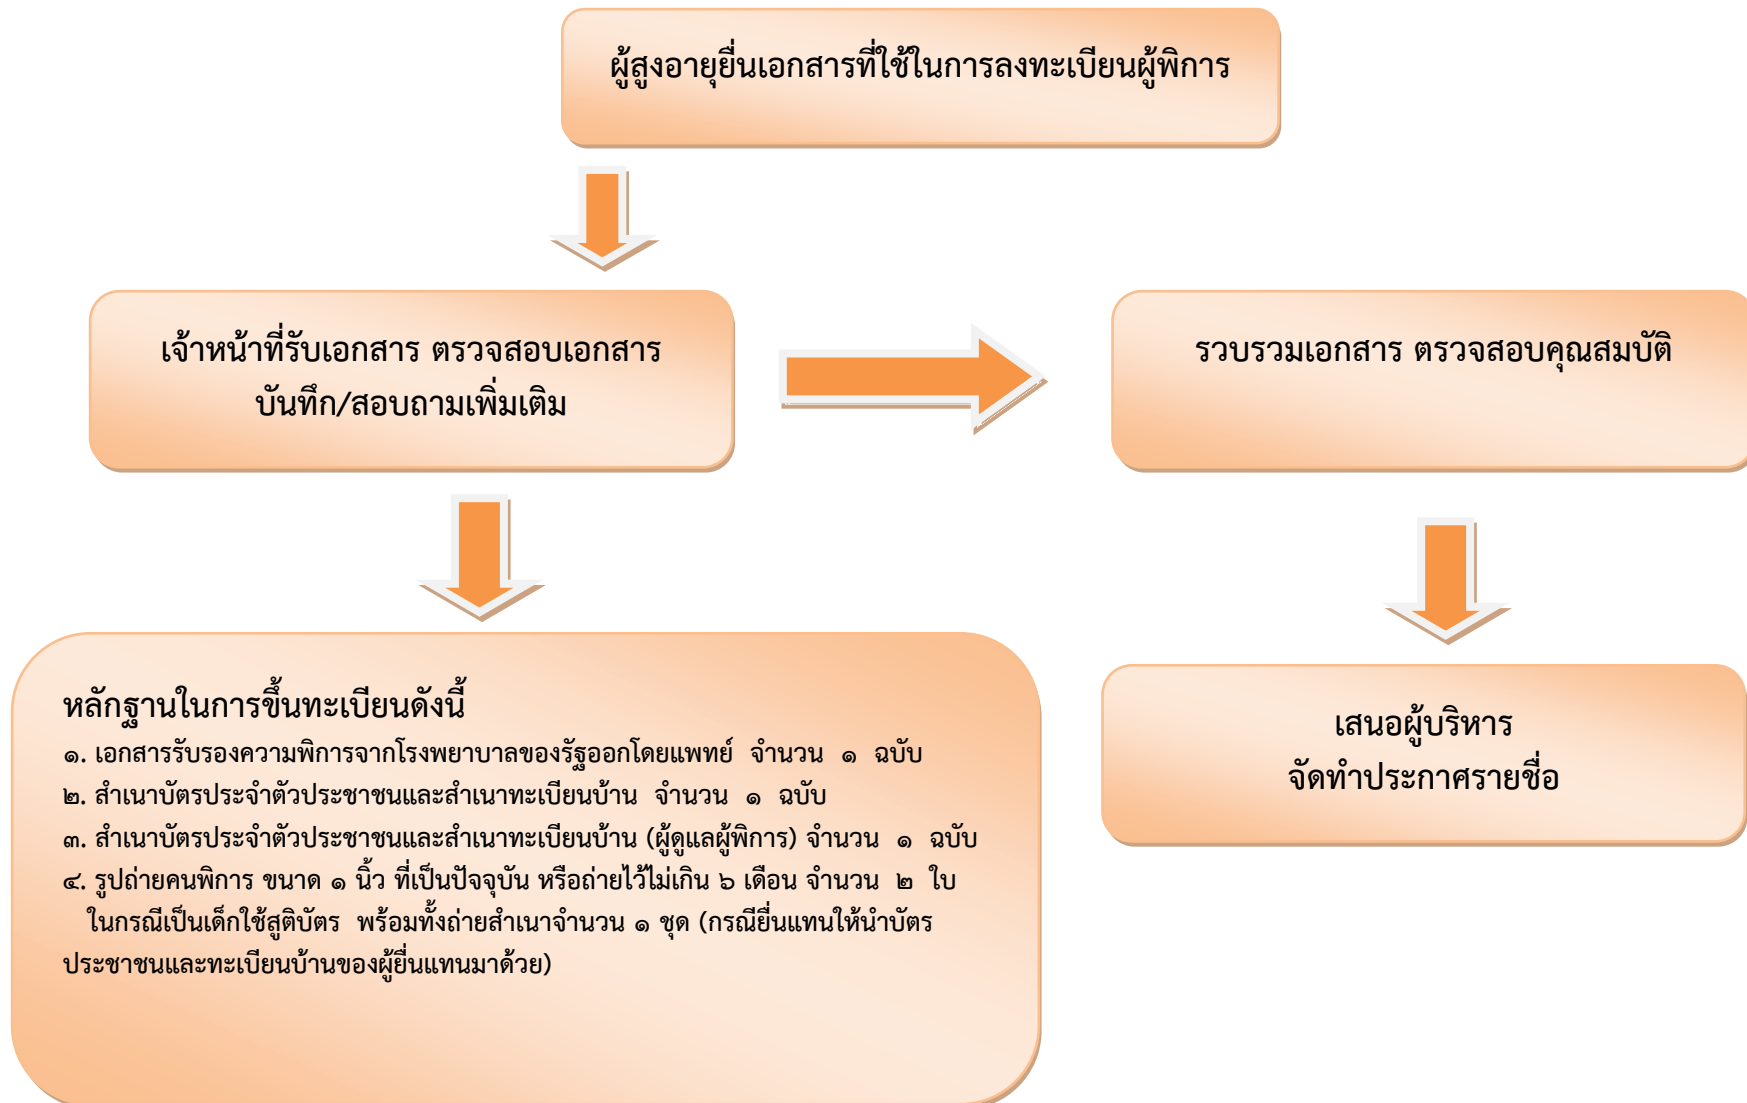 ผู้สูงอายุยื่นเอกสารที่ใช้ในการลงทะเบียนผู้พิการ
เจ้าหน้าที่รับเอกสาร ตรวจสอบเอกสาร
บันทึก/สอบถามเพิ่มเติม
รวบรวมเอกสาร ตรวจสอบคุณสมบัติ
หลักฐานในการขึ้นทะเบียนดังนี้
๑. เอกสารรับรองความพิการจากโรงพยาบาลของรัฐออกโดยแพทย์ จำนวน ๑ ฉบับ
๒. สำเนาบัตรประจำตัวประชาชนและสำเนาทะเบียนบ้าน จำนวน ๑ ฉบับ
๓. สำเนาบัตรประจำตัวประชาชนและสำเนาทะเบียนบ้าน (ผู้ดูแลผู้พิการ) จำนวน ๑ ฉบับ
๔. รูปถ่ายคนพิการ ขนาด ๑ นิ้ว ที่เป็นปัจจุบัน หรือถ่ายไว้ไม่เกิน ๖ เดือน จำนวน ๒ ใบ
ในกรณีเป็นเด็กใช้สูติบัตร พร้อมทั้งถ่ายสำเนาจำนวน ๑ ชุด (กรณียื่นแทนให้นำบัตร
ประชาชนและทะเบียนบ้านของผู้ยื่นแทนมาด้วย)
เสนอผู้บริหาร
จัดทำประกาศรายชื่อ